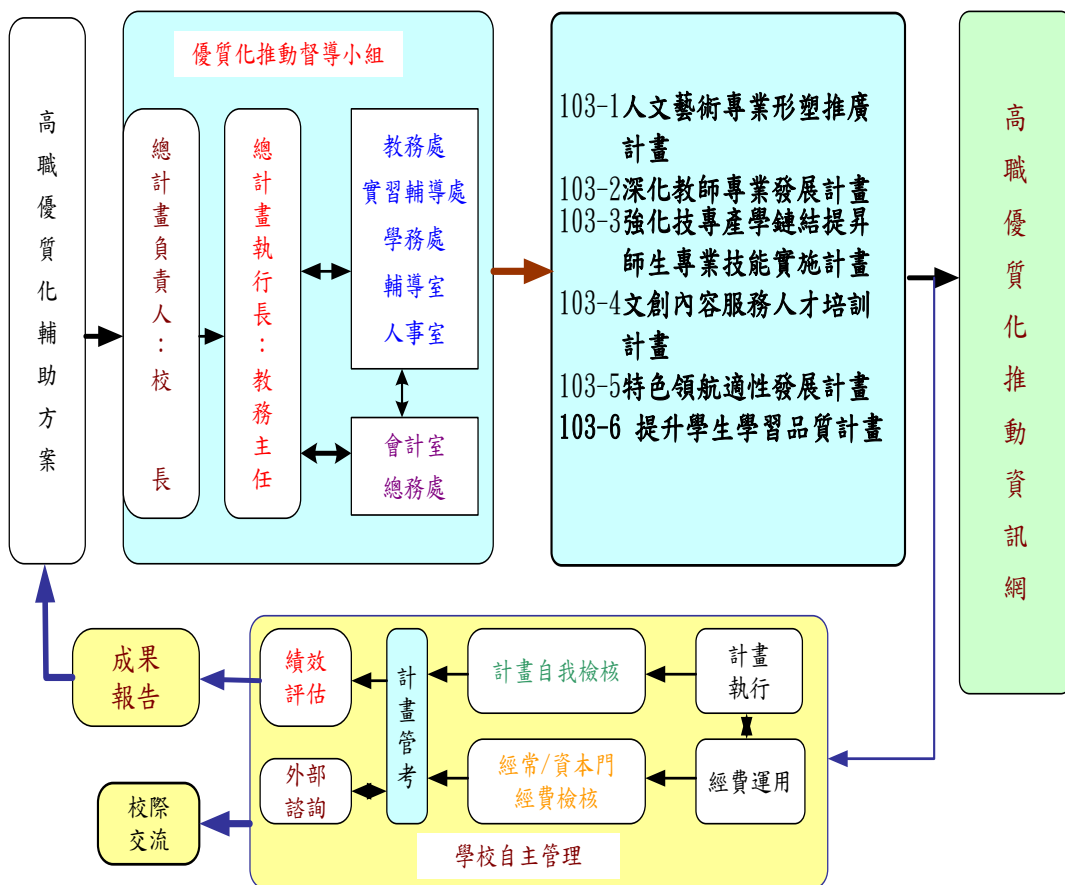 高職優質化輔助方案
優質化推動督導小組
總計畫負責人：校長
總計畫執行長：教務主任
教務處
實習輔導處
學務處
輔導室
人事室
會計室
總務處
103-1人文藝術專業形塑推廣
計畫
103-2深化教師專業發展計畫
103-3強化技專產學鏈結提昇
師生專業技能實施計畫
103-4文創內容服務人才培訓
計畫
103-5特色領航適性發展計畫
103-6 提升學生學習品質計畫
高職優質化推動資訊網
成果
報告
校際
交流
績效
評估
外部
諮詢
計畫管考
計畫自我檢核
經常/資本門
經費檢核
計畫
執行
經費運用
學校自主管理